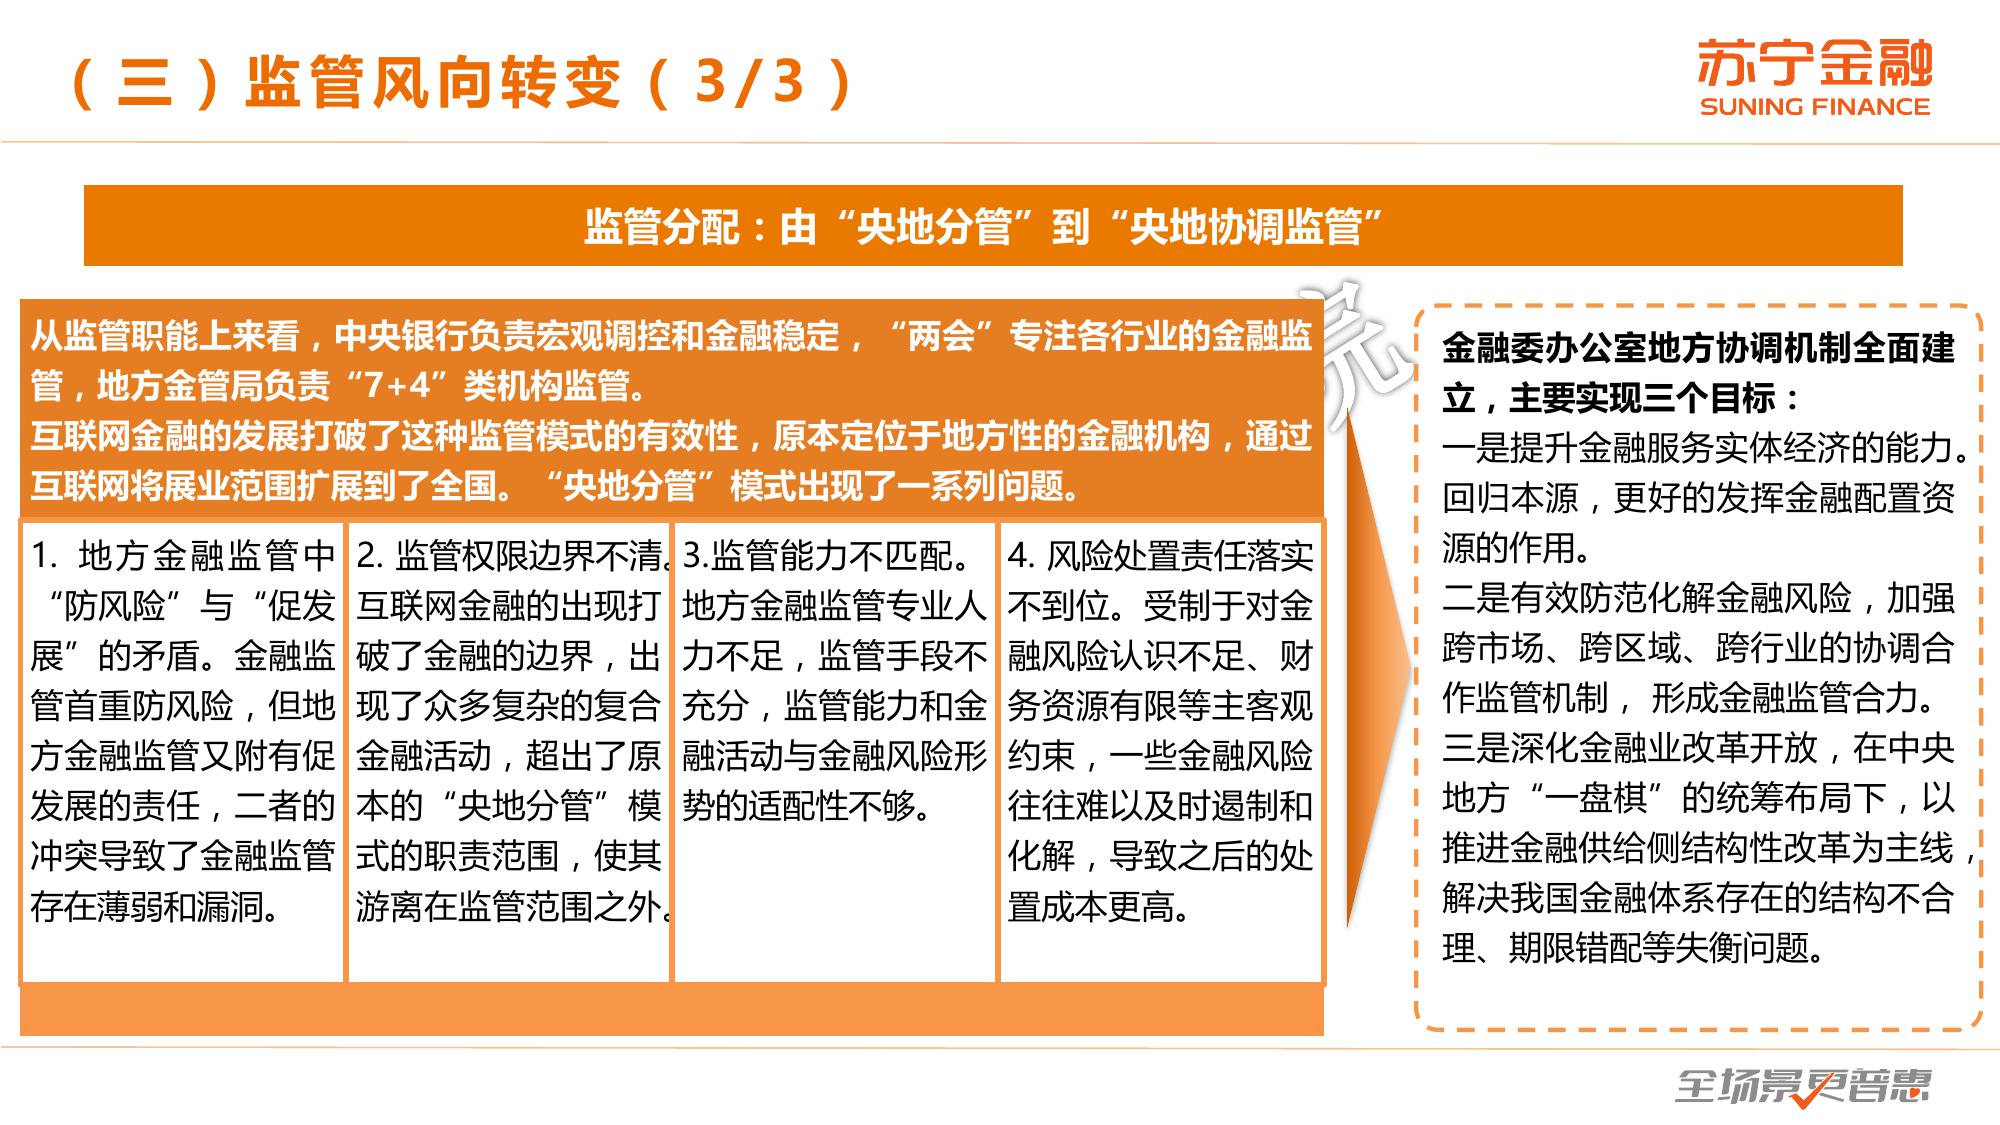 （三）监管风向转变（3/3）
苏宁金融
SUNING FINANCE
监管分配：由“央地分管”到“央地协调监管”
从监管职能上来看，中央银行负责宏观调控和金融稳定，“两会”专注各行业的金融监
管，地方金管局负责“7+4”类机构监管。
互联网金融的发展打破了这种监管模式的有效性，原本定位于地方性的金融机构，通过
互联网将展业范围扩展到了全国。“央地分管”模式出现了一系列问题。
1. 地方金融监管中
“防风险”与“促发
展”的矛盾。金融监
管首重防风险，但地
方金融监管又附有促
发展的责任，二者的
冲突导致了金融监管
存在薄弱和漏洞。
2. 监管权限边界不清。
互联网金融的出现打
破了金融的边界，出
现了众多复杂的复合
金融活动，超出了原
本的“央地分管”模
式的职责范围，使其
游离在监管范围之外。
3.监管能力不匹配。
地方金融监管专业人
力不足，监管手段不
充分，监管能力和金
融活动与金融风险形
势的适配性不够。
4. 风险处置责任落实
不到位。受制于对金
融风险认识不足、财
务资源有限等主客观
约束，一些金融风险
往往难以及时遏制和
化解，导致之后的处
置成本更高。
院
金融委办公室地方协调机制全面建
立，主要实现三个目标：
一是提升金融服务实体经济的能力。
回归本源，更好的发挥金融配置资
源的作用。
二是有效防范化解金融风险，加强
跨市场、跨区域、跨行业的协调合
作监管机制， 形成金融监管合力。
三是深化金融业改革开放，在中央
地方“一盘棋”的统筹布局下，以
推进金融供给侧结构性改革为主线，
解决我国金融体系存在的结构不合
理、期限错配等失衡问题。
全场景更普惠